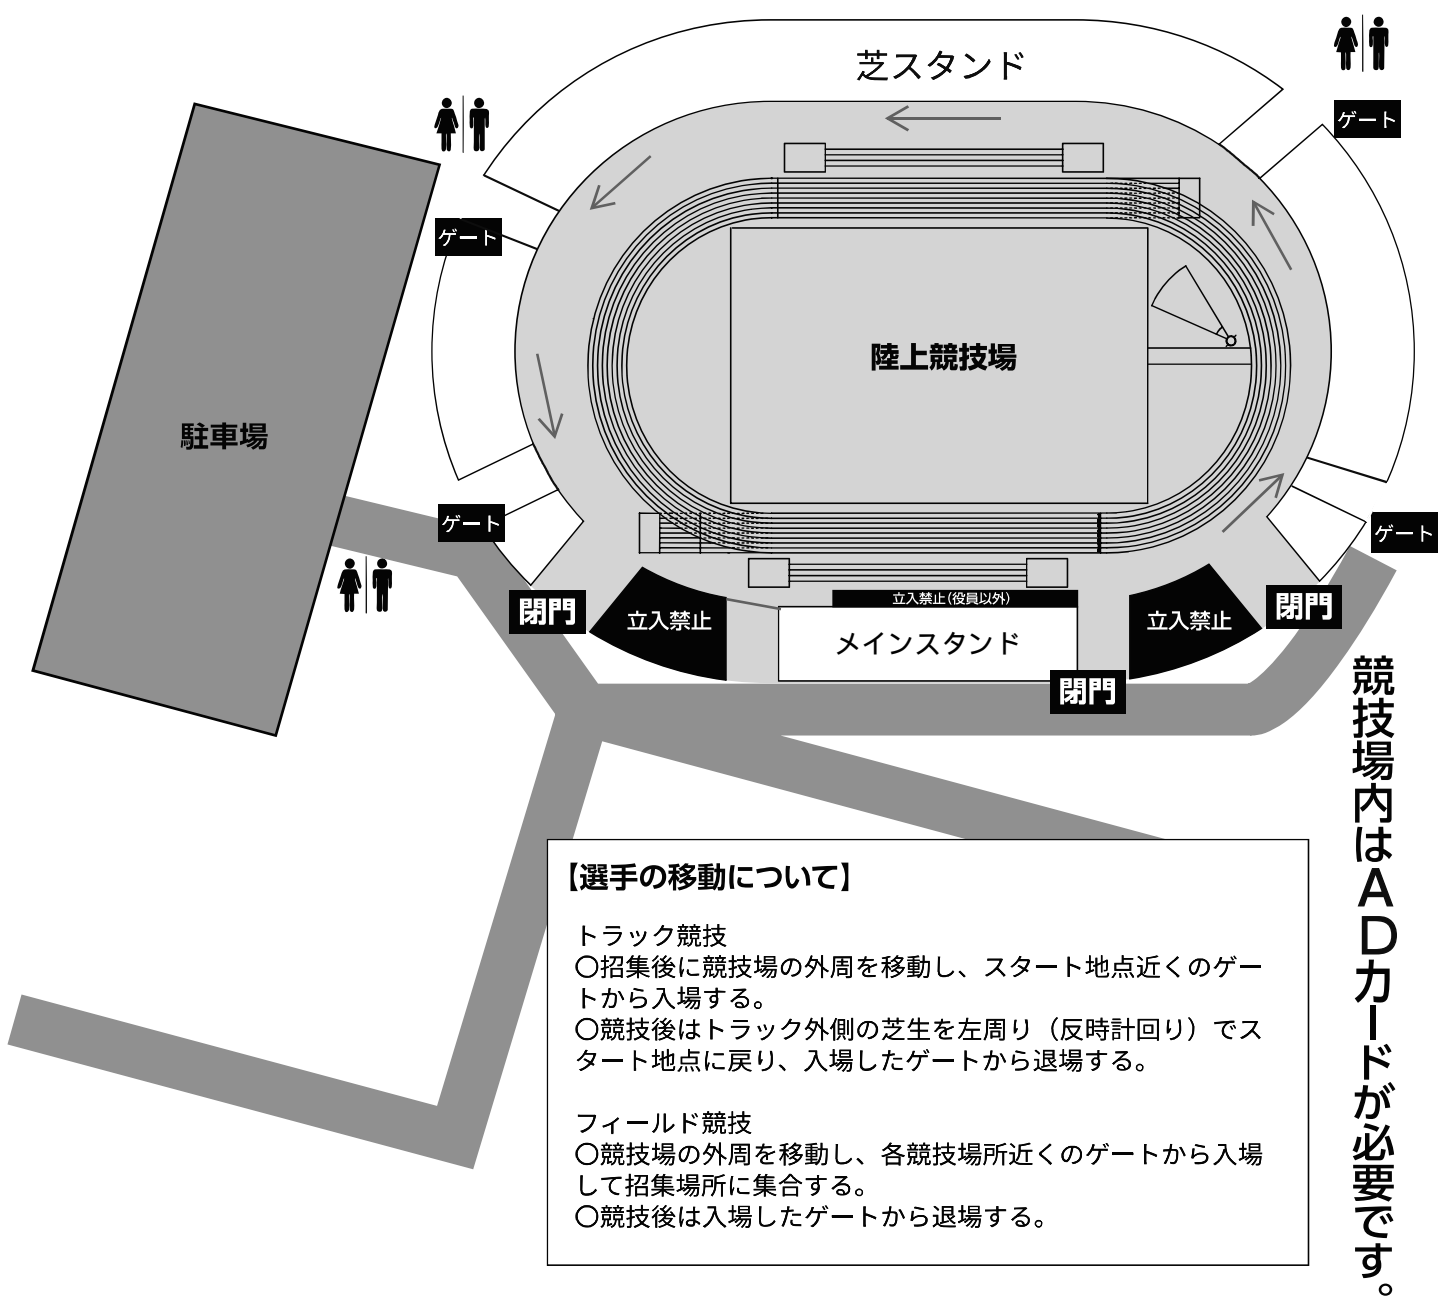 芝スタンド
ゲート
ゲート
陸上競技場
駐車場
ゲート
ゲート
閉門
立入禁止
立入禁止(役員以外)
メインスタンド
立入禁止
閉門
閉門
競技場内はＡＤカードが必要です。
【選手の移動について】
トラック競技
〇招集後に競技場の外周を移動し、スタート地点近くのゲー
トから入場する。
〇競技後はトラック外側の芝生を左周り（反時計回り）でス
タート地点に戻り、入場したゲートから退場する。
フィールド競技
〇競技場の外周を移動し、各競技場所近くのゲートから入場
して招集場所に集合する。
〇競技後は入場したゲートから退場する。